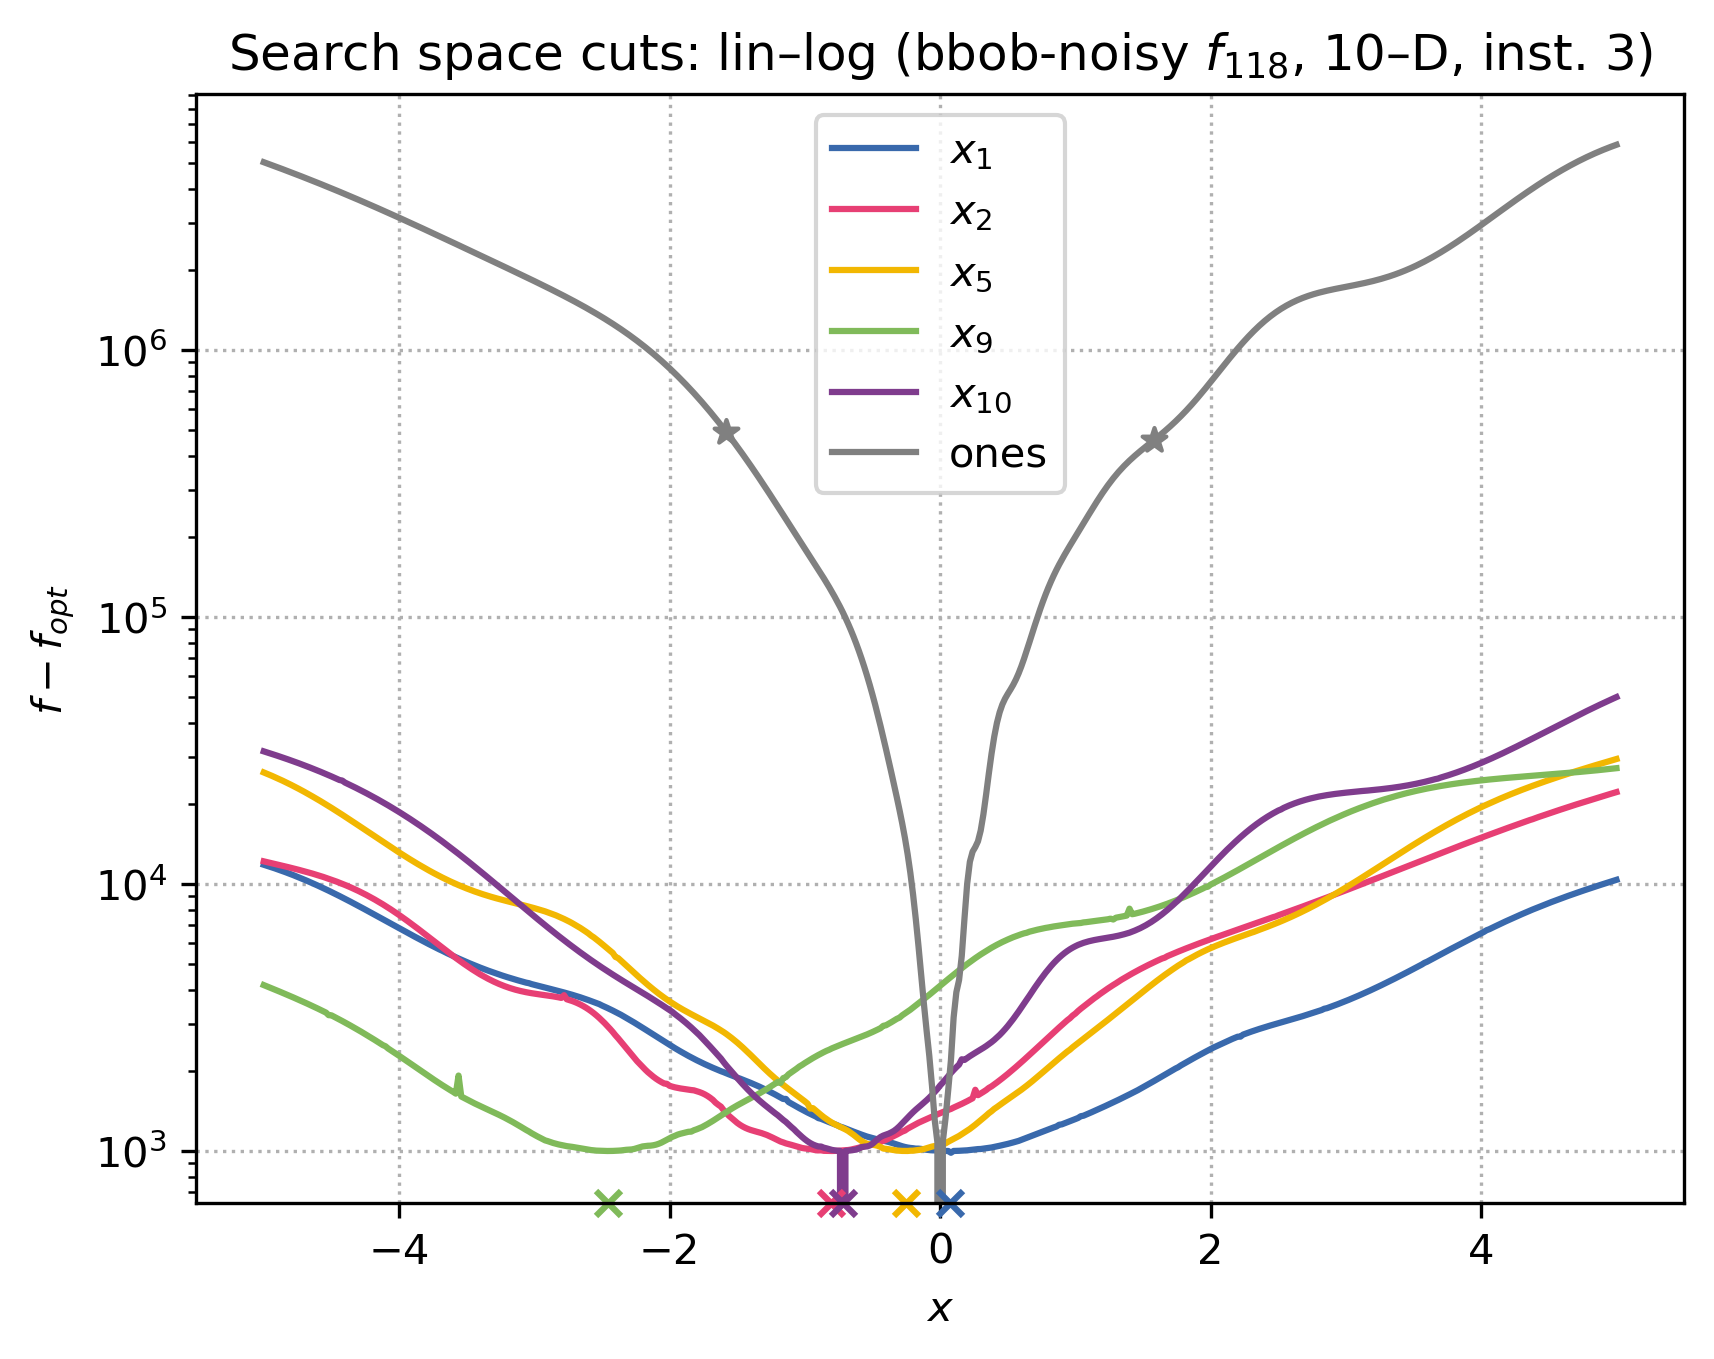 Search space cuts: lin–log (bbob-noisy f118, 10–D, inst. 3)
x1
x2
x5
x9
x10
ones
10^6
10^5
10^4
10^3
f − fopt
−4 −2 0 2 4
x